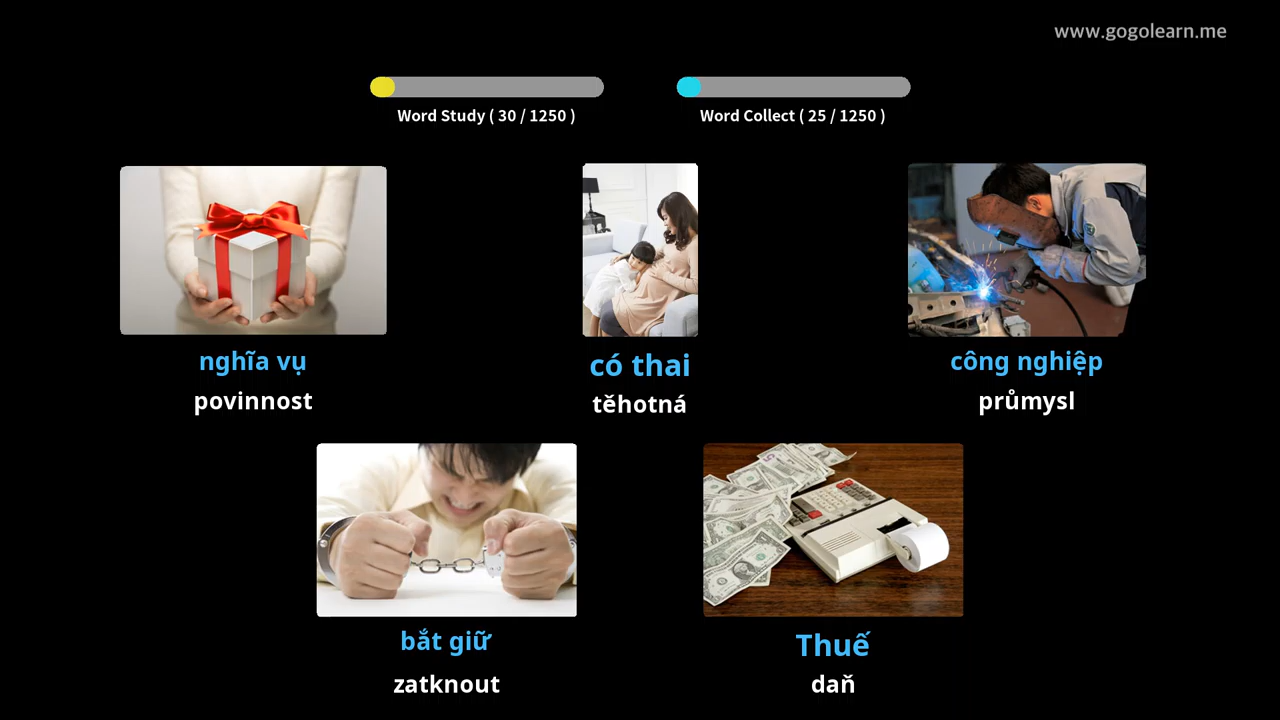 www.gogolearn.me
Word Study ( 30 / 1250 )
Word Collect ( 25 / 1250 )
nghĩa vụ
povinnost
có thai
těhotná
công nghiệp
průmysl
bắt giữ
zatknout
Thuế
daň